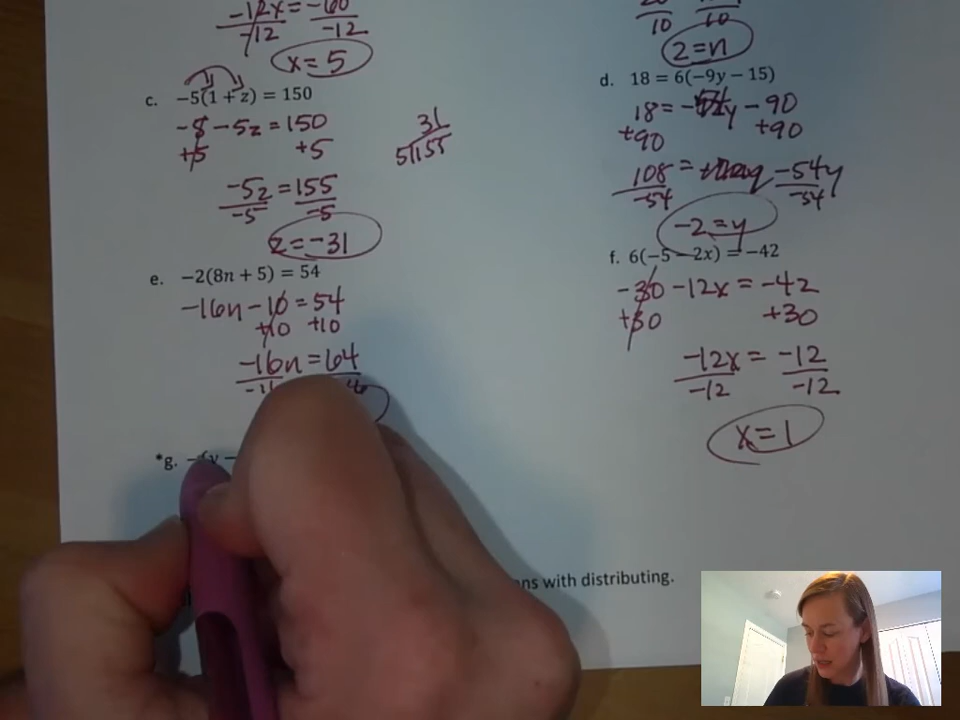 -12x = -60
-12 -12
x = 5
10 10
2 = n
c. −5(1 + z) = 150
-5 - 5z = 150
+5 +5
-5z = 155
-5 -5
z = -31
31
5 155
d. 18 = 6(−9y − 15)
18 = -54y - 90
+90 +90
108 = -54y
-54 -54
-2 = y
e. −2(8n + 5) = 54
-16n - 10 = 54
+10 +10
-16n = 64
f. 6(−5 − 2x) = −42
-30 - 12x = -42
+30 +30
-12x = -12
-12 -12
x = 1
*g.
ns with distributing.